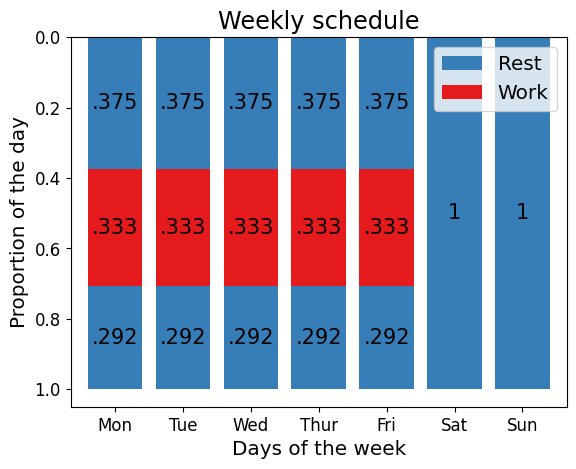 Weekly schedule
Rest
Work
Proportion of the day
0.0
0.2
0.4
0.6
0.8
1.0
.375 .375 .375 .375 .375
.333 .333 .333 .333 .333 1 1
.292 .292 .292 .292 .292
Mon Tue Wed Thur Fri Sat Sun
Days of the week